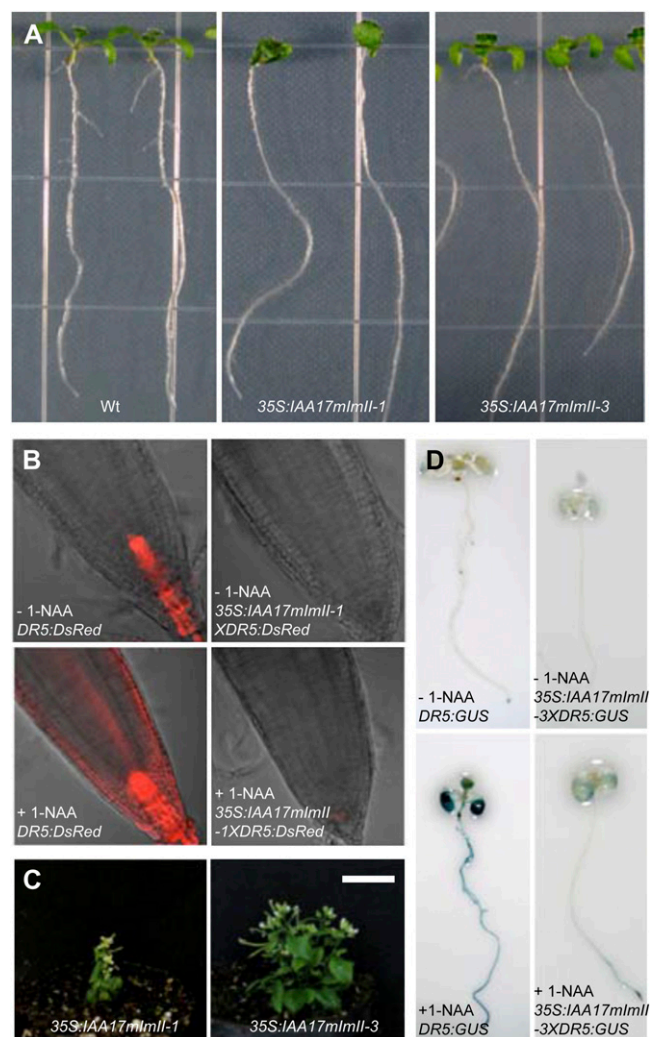 A
Wt
35S:IAA17mImII-1
35S:IAA17mImII-3
B
- 1-NAA
DR5:DsRed
- 1-NAA
35S:IAA17mImII-1
XDR5:DsRed
+ 1-NAA
DR5:DsRed
+ 1-NAA
35S:IAA17mImII
-1XDR5:DsRed
C
35S:IAA17mImII-1
35S:IAA17mImII-3
D
- 1-NAA
DR5:GUS
- 1-NAA
35S:IAA17mImII
-3XDR5:GUS
+1-NAA
DR5:GUS
+ 1-NAA
35S:IAA17mImII
-3XDR5:GUS